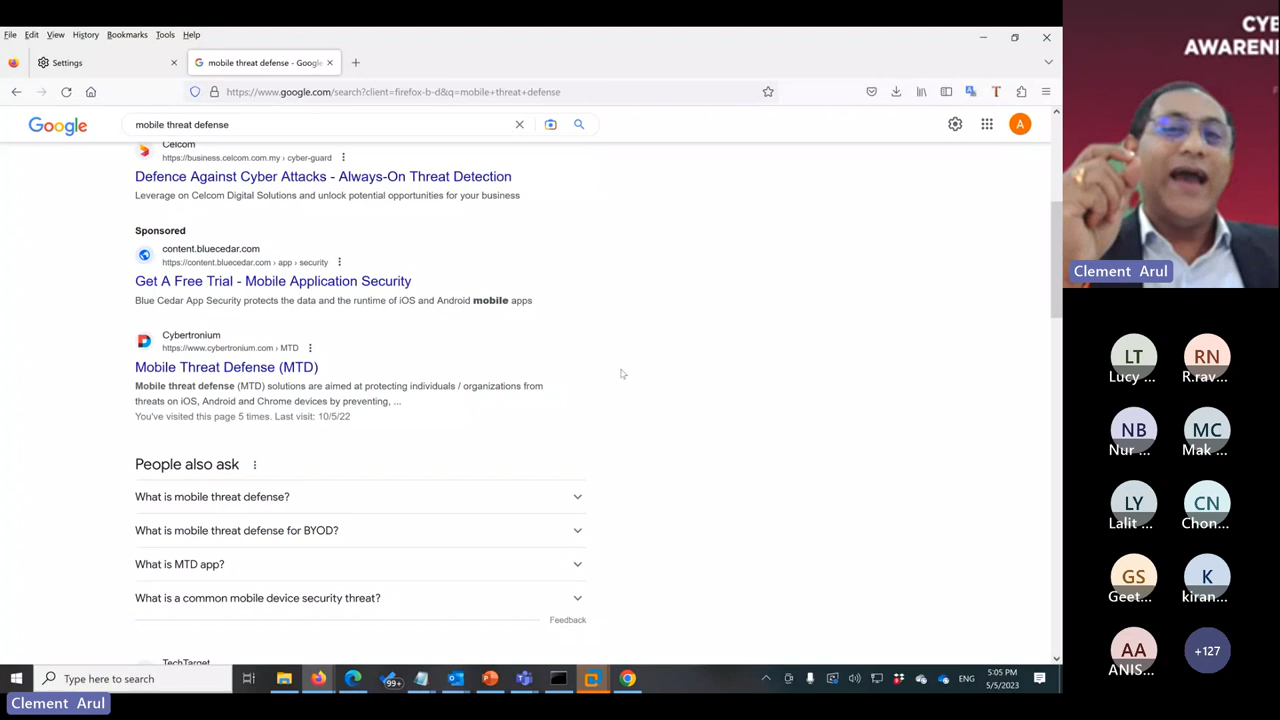 File Edit View History Bookmarks Tools Help
Settings
mobile threat defense - Google
https://www.google.com/search?client=firefox-b-d&q=mobile+threat+defense
Google
mobile threat defense
A
Celcom
https://business.celcom.com.my › cyber-guard
Defence Against Cyber Attacks - Always-On Threat Detection
Leverage on Celcom Digital Solutions and unlock potential opportunities for your business
Sponsored
content.bluecedar.com
https://content.bluecedar.com › app › security
Get A Free Trial - Mobile Application Security
Blue Cedar App Security protects the data and the runtime of iOS and Android mobile apps
Cybertronium
https://www.cybertronium.com › MTD
Mobile Threat Defense (MTD)
Mobile threat defense (MTD) solutions are aimed at protecting individuals / organizations from
threats on iOS, Android and Chrome devices by preventing, ...
You've visited this page 5 times. Last visit: 10/5/22
People also ask
What is mobile threat defense?
What is mobile threat defense for BYOD?
What is MTD app?
What is a common mobile device security threat?
Feedback
TechTarget
Type here to search
99+
ENG
5:05 PM
5/5/2023
Clement Arul
CYB
AWAREN
Clement Arul
LT
Lucy ...
RN
R.rav...
NB
Nur ...
MC
Mak ...
LY
Lalit ...
CN
Chon...
GS
Geet...
K
kiran...
AA
ANIS...
+127